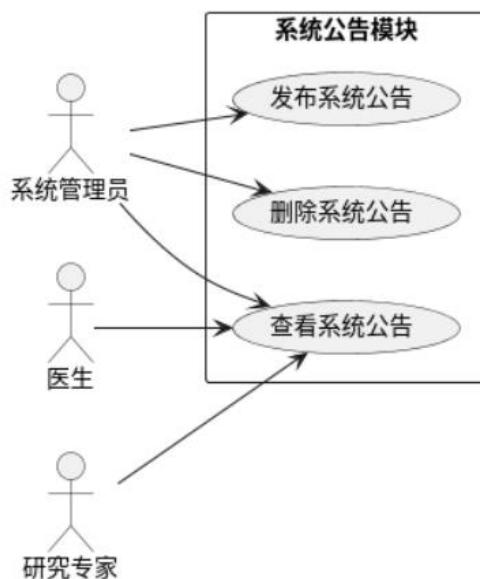 系统公告模块
发布系统公告
系统管理员
删除系统公告
查看系统公告
医生
研究专家